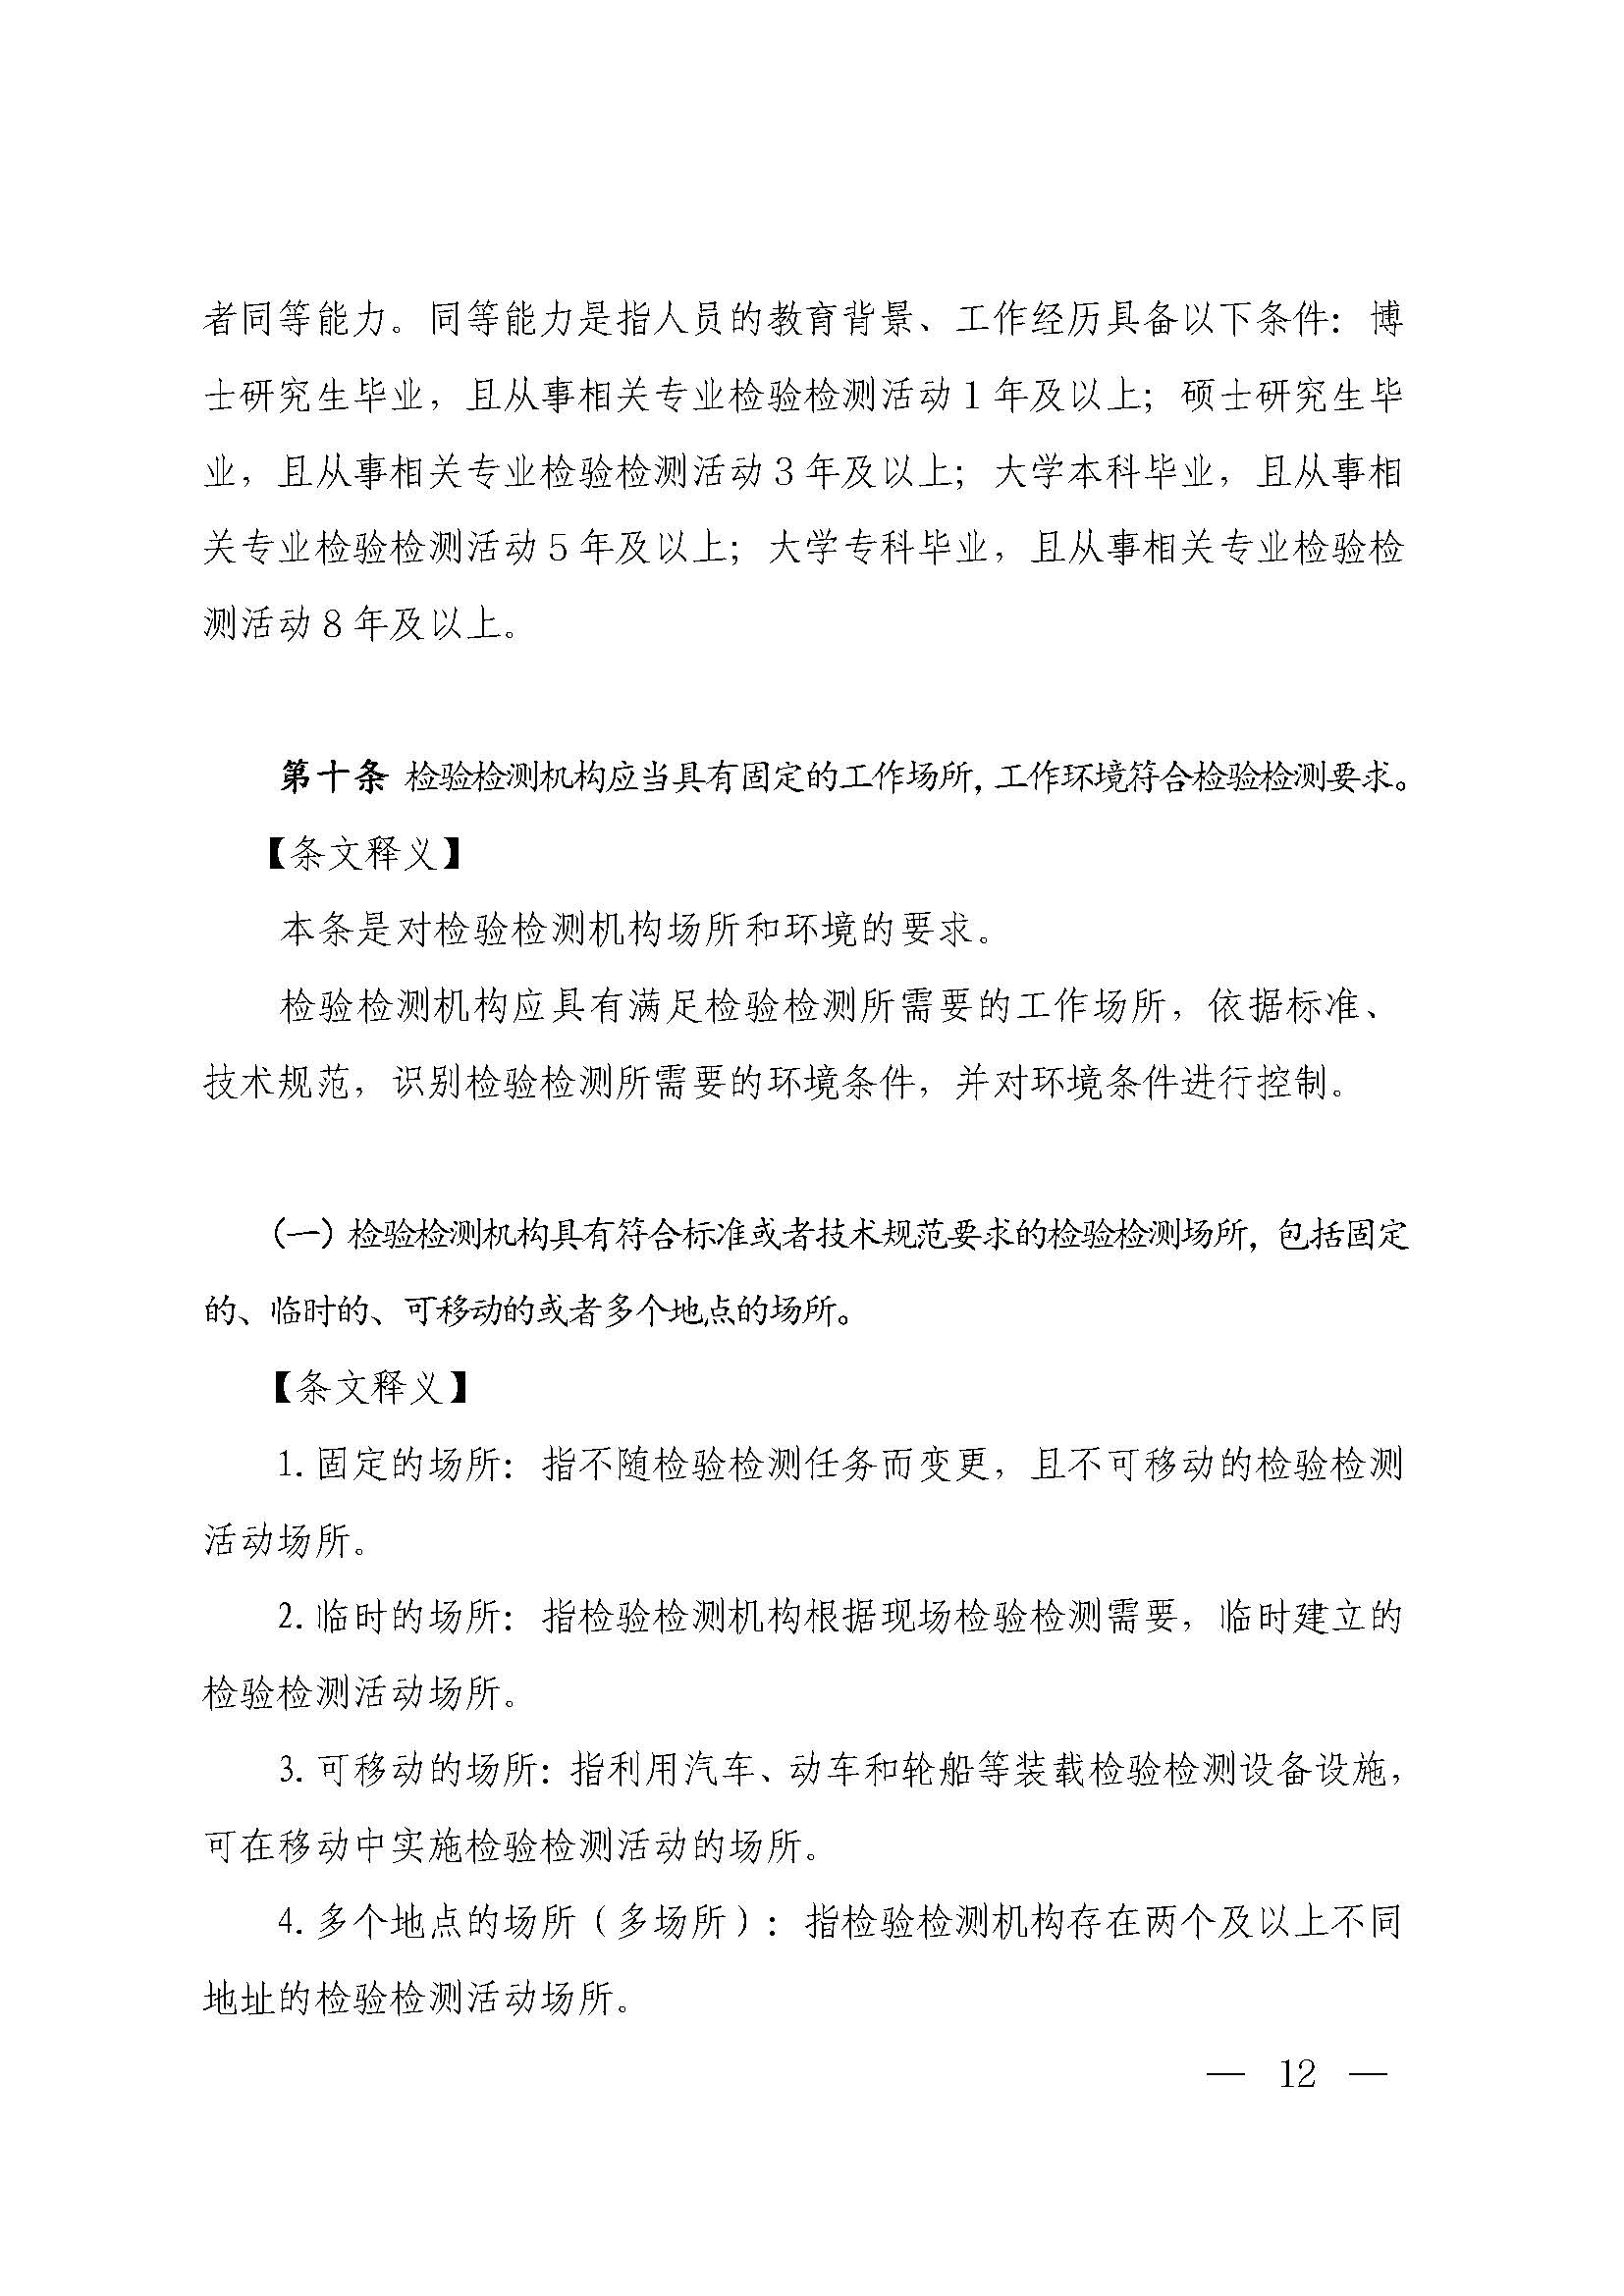 者同等能力。同等能力是指人员的教育背景、工作经历具备以下条件：博
士研究生毕业，且从事相关专业检验检测活动1年及以上；硕士研究生毕
业，且从事相关专业检验检测活动3年及以上；大学本科毕业，且从事相
关专业检验检测活动5年及以上；大学专科毕业，且从事相关专业检验检
测活动8年及以上。
第十条 检验检测机构应当具有固定的工作场所，工作环境符合检验检测要求。
【条文释义】
本条是对检验检测机构场所和环境的要求。
检验检测机构应具有满足检验检测所需要的工作场所，依据标准、
技术规范，识别检验检测所需要的环境条件，并对环境条件进行控制。
（一）检验检测机构具有符合标准或者技术规范要求的检验检测场所，包括固定
的、临时的、可移动的或者多个地点的场所。
【条文释义】
1.固定的场所：指不随检验检测任务而变更，且不可移动的检验检测
活动场所。
2.临时的场所：指检验检测机构根据现场检验检测需要，临时建立的
检验检测活动场所。
3.可移动的场所：指利用汽车、动车和轮船等装载检验检测设备设施，
可在移动中实施检验检测活动的场所。
4.多个地点的场所（多场所）：指检验检测机构存在两个及以上不同
地址的检验检测活动场所。
— 12 —